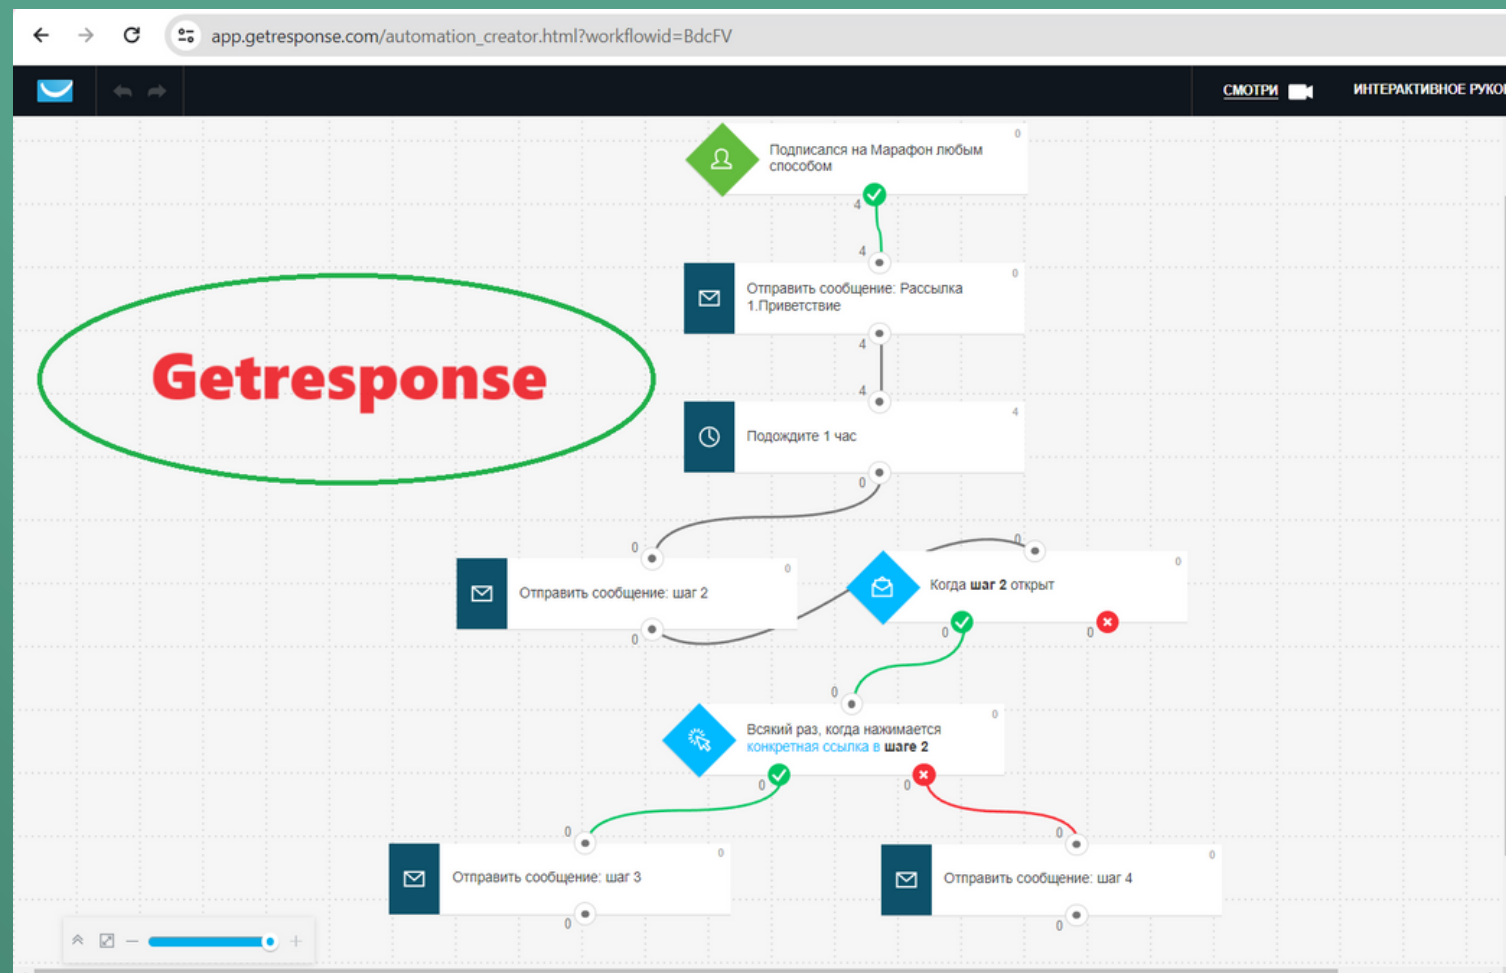 app.getresponse.com/automation_creator.html?workflowid=BdcFV
СМОТРИ
ИНТЕРАКТИВНОЕ РУКО
0
Подписался на Марафон любым
способом
4
4
0
Отправить сообщение: Рассылка
1.Приветствие
4
Getresponse
4
4
Подождите 1 час
0
0
0
0
0
Отправить сообщение: шаг 2
Когда шаг 2 открыт
0
0
0
0
0
Всякий раз, когда нажимается
конкретная ссылка в шаге 2
0
0
0
0
0
0
Отправить сообщение: шаг 3
Отправить сообщение: шаг 4
0
0